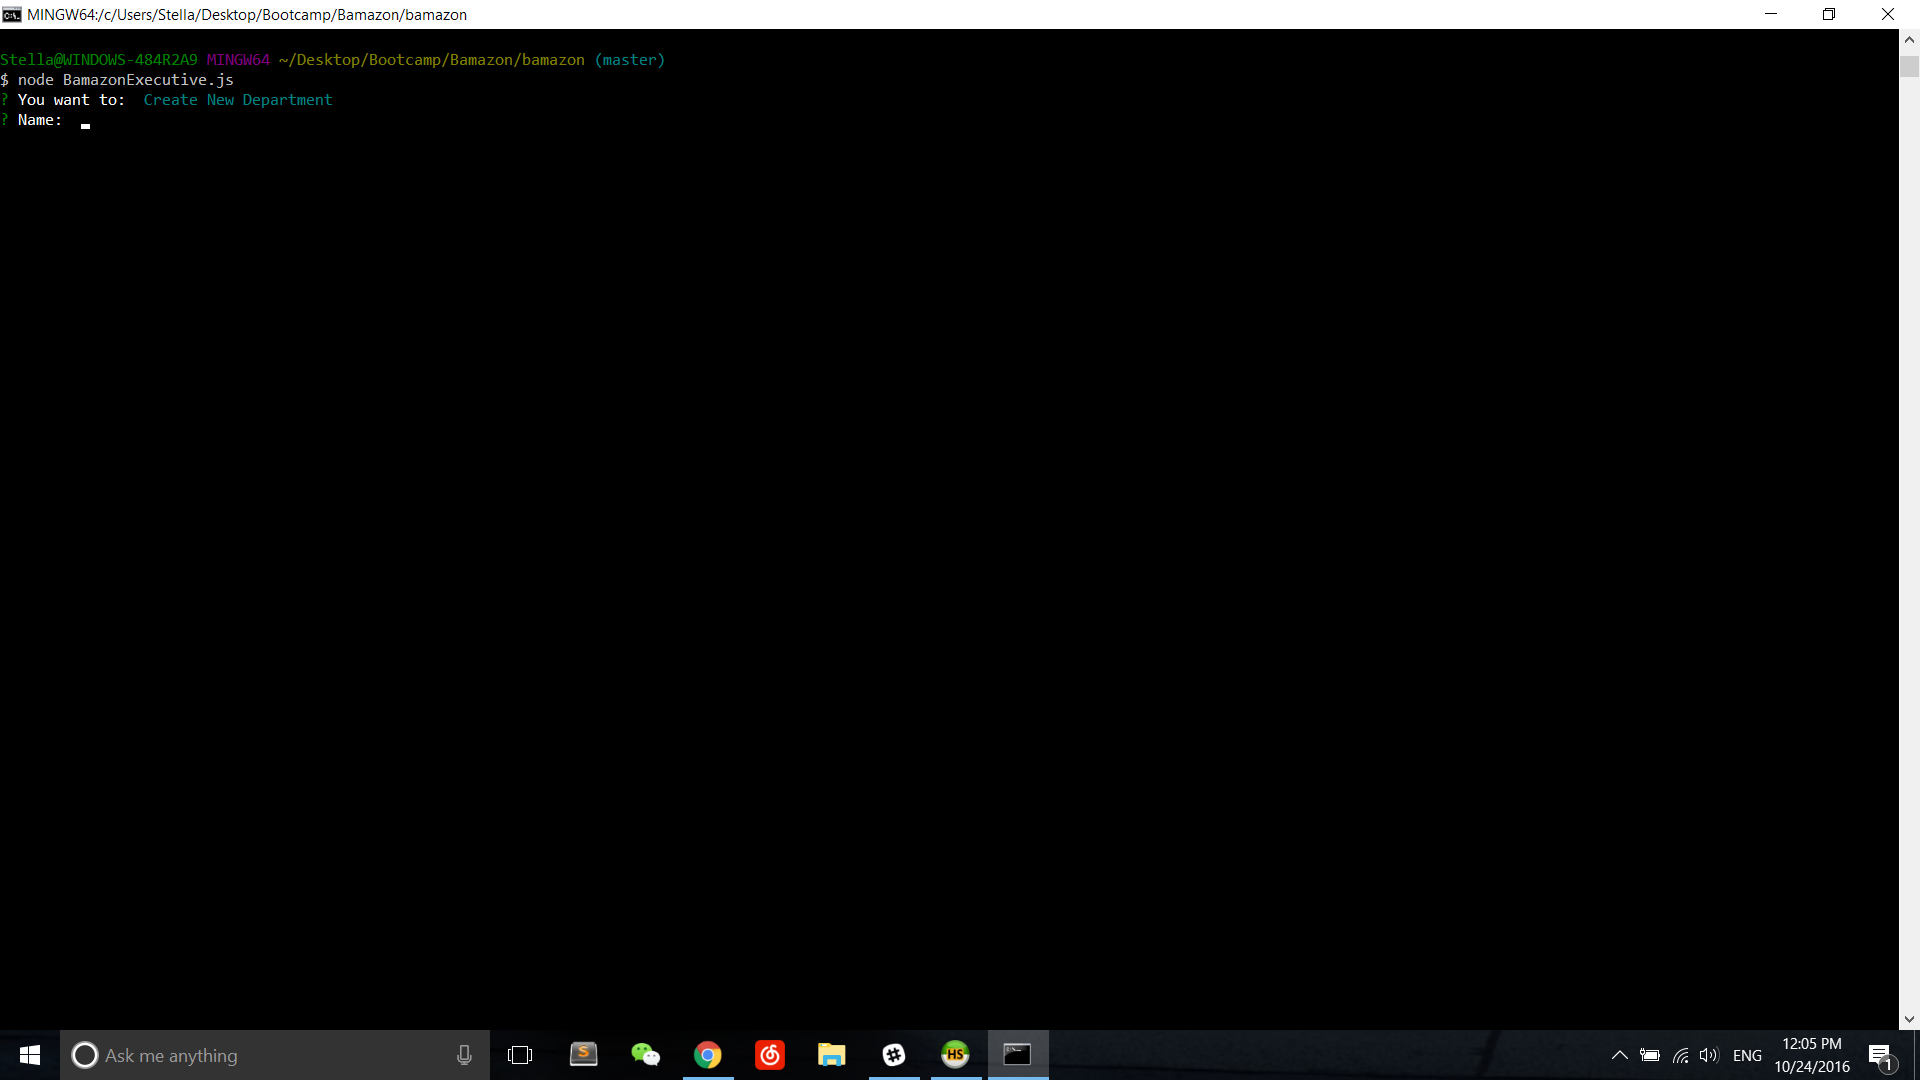 MINGW64:/c/Users/Stella/Desktop/Bootcamp/Bamazon/bamazon
Stella@WINDOWS-484R2A9 MINGW64 ~/Desktop/Bootcamp/Bamazon/bamazon (master)
$ node BamazonExecutive.js
? You want to:  Create New Department
? Name:
Ask me anything
S
HS
ENG
12:05 PM
10/24/2016
1